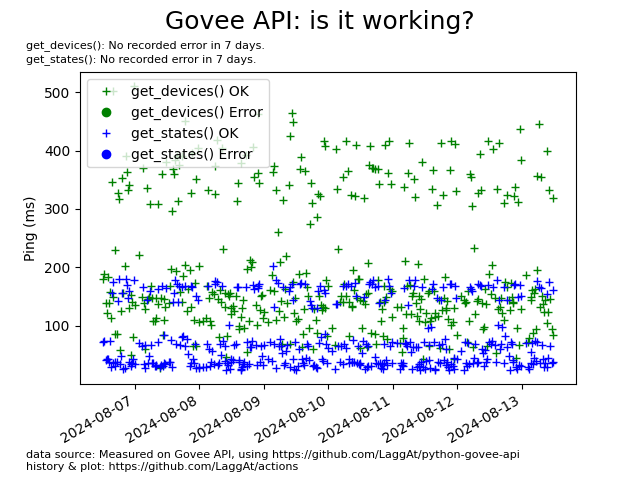 Govee API: is it working?
get_devices(): No recorded error in 7 days.
get_states(): No recorded error in 7 days.
get_devices() OK
get_devices() Error
get_states() OK
get_states() Error
Ping (ms)
500
400
300
200
100
2024-08-07
2024-08-08
2024-08-09
2024-08-10
2024-08-11
2024-08-12
2024-08-13
data source: Measured on Govee API, using https://github.com/LaggAt/python-govee-api
history & plot: https://github.com/LaggAt/actions